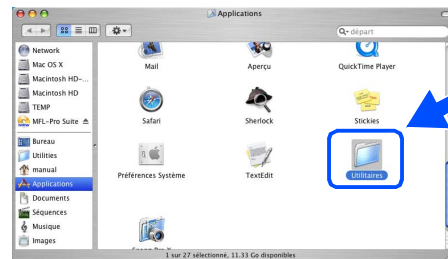 Applications
départ
Network
Mac OS X
Macintosh HD-...
Macintosh HD
TEMP
MFL-Pro Suite
Bureau
Utilities
manual
Applications
Documents
Séquences
Musique
Images
Mail
Aperçu
QuickTime Player
Safari
Sherlock
Stickies
Préférences Système
TextEdit
Utilitaires
1 sur 27 sélectionné, 11.33 Go disponibles